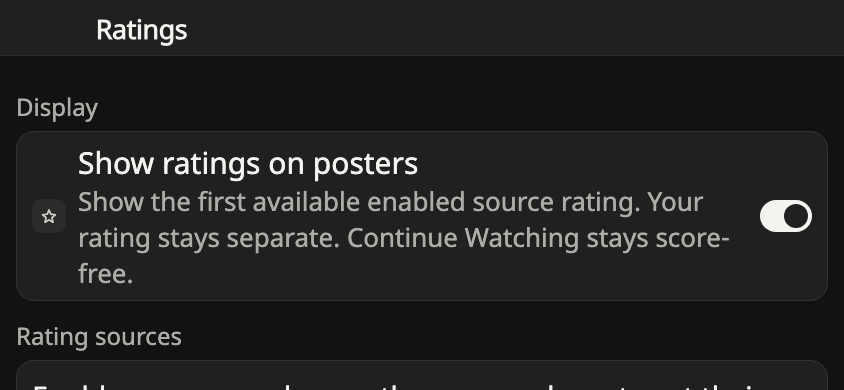 Ratings
Display
Show ratings on posters
Show the first available enabled source rating. Your
rating stays separate. Continue Watching stays score-
free.
Rating sources